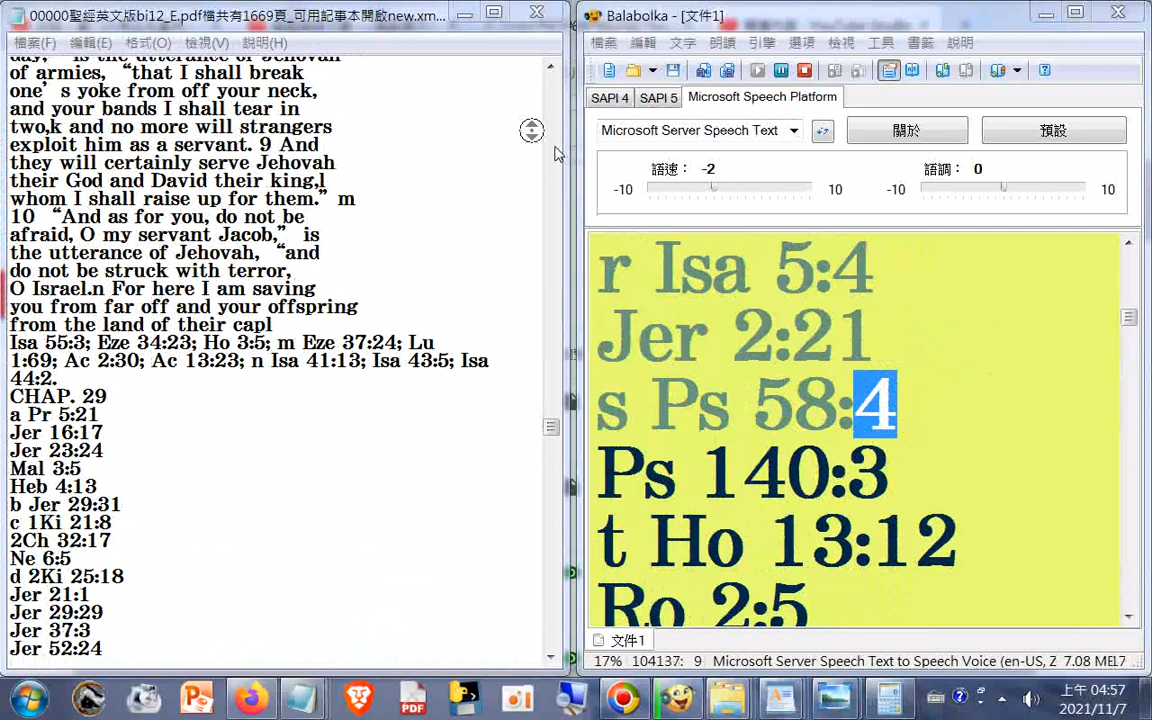 00000聖經英文版bi12_E.pdf檔共有1669頁_可用記事本開啟new.xm...
檔案(F) 編輯(E) 格式(O) 檢視(V) 說明(H)
day,” is the utterance of Jehovah
of armies, “that I shall break
one’s yoke from off your neck,
and your bands I shall tear in
two,k and no more will strangers
exploit him as a servant. 9 And
they will certainly serve Jehovah
their God and David their king,l
whom I shall raise up for them.” m
10 “And as for you, do not be
afraid, O my servant Jacob,” is
the utterance of Jehovah, “and
do not be struck with terror,
O Israel.n For here I am saving
you from far off and your offspring
from the land of their capl
Isa 55:3; Eze 34:23; Ho 3:5; m Eze 37:24; Lu
1:69; Ac 2:30; Ac 13:23; n Isa 41:13; Isa 43:5; Isa
44:2.
CHAP. 29
a Pr 5:21
Jer 16:17
Jer 23:24
Mal 3:5
Heb 4:13
b Jer 29:31
c 1Ki 21:8
2Ch 32:17
Ne 6:5
d 2Ki 25:18
Jer 21:1
Jer 29:29
Jer 37:3
Jer 52:24
Balabolka - [文件1]
檔案 編輯 文字 朗讀 引擎 選項 檢視 工具 書籤 說明
SAPI 4 SAPI 5 Microsoft Speech Platform
Microsoft Server Speech Text 關於 預設
語速: -2 語調: 0
-10 10 -10 10
r Isa 5:4
Jer 2:21
s Ps 58:4
Ps 140:3
t Ho 13:12
Ro 2:5
文件1
17% 104137: 9 Microsoft Server Speech Text to Speech Voice (en-US, Z 7.08 MB
上午 04:57
2021/11/7